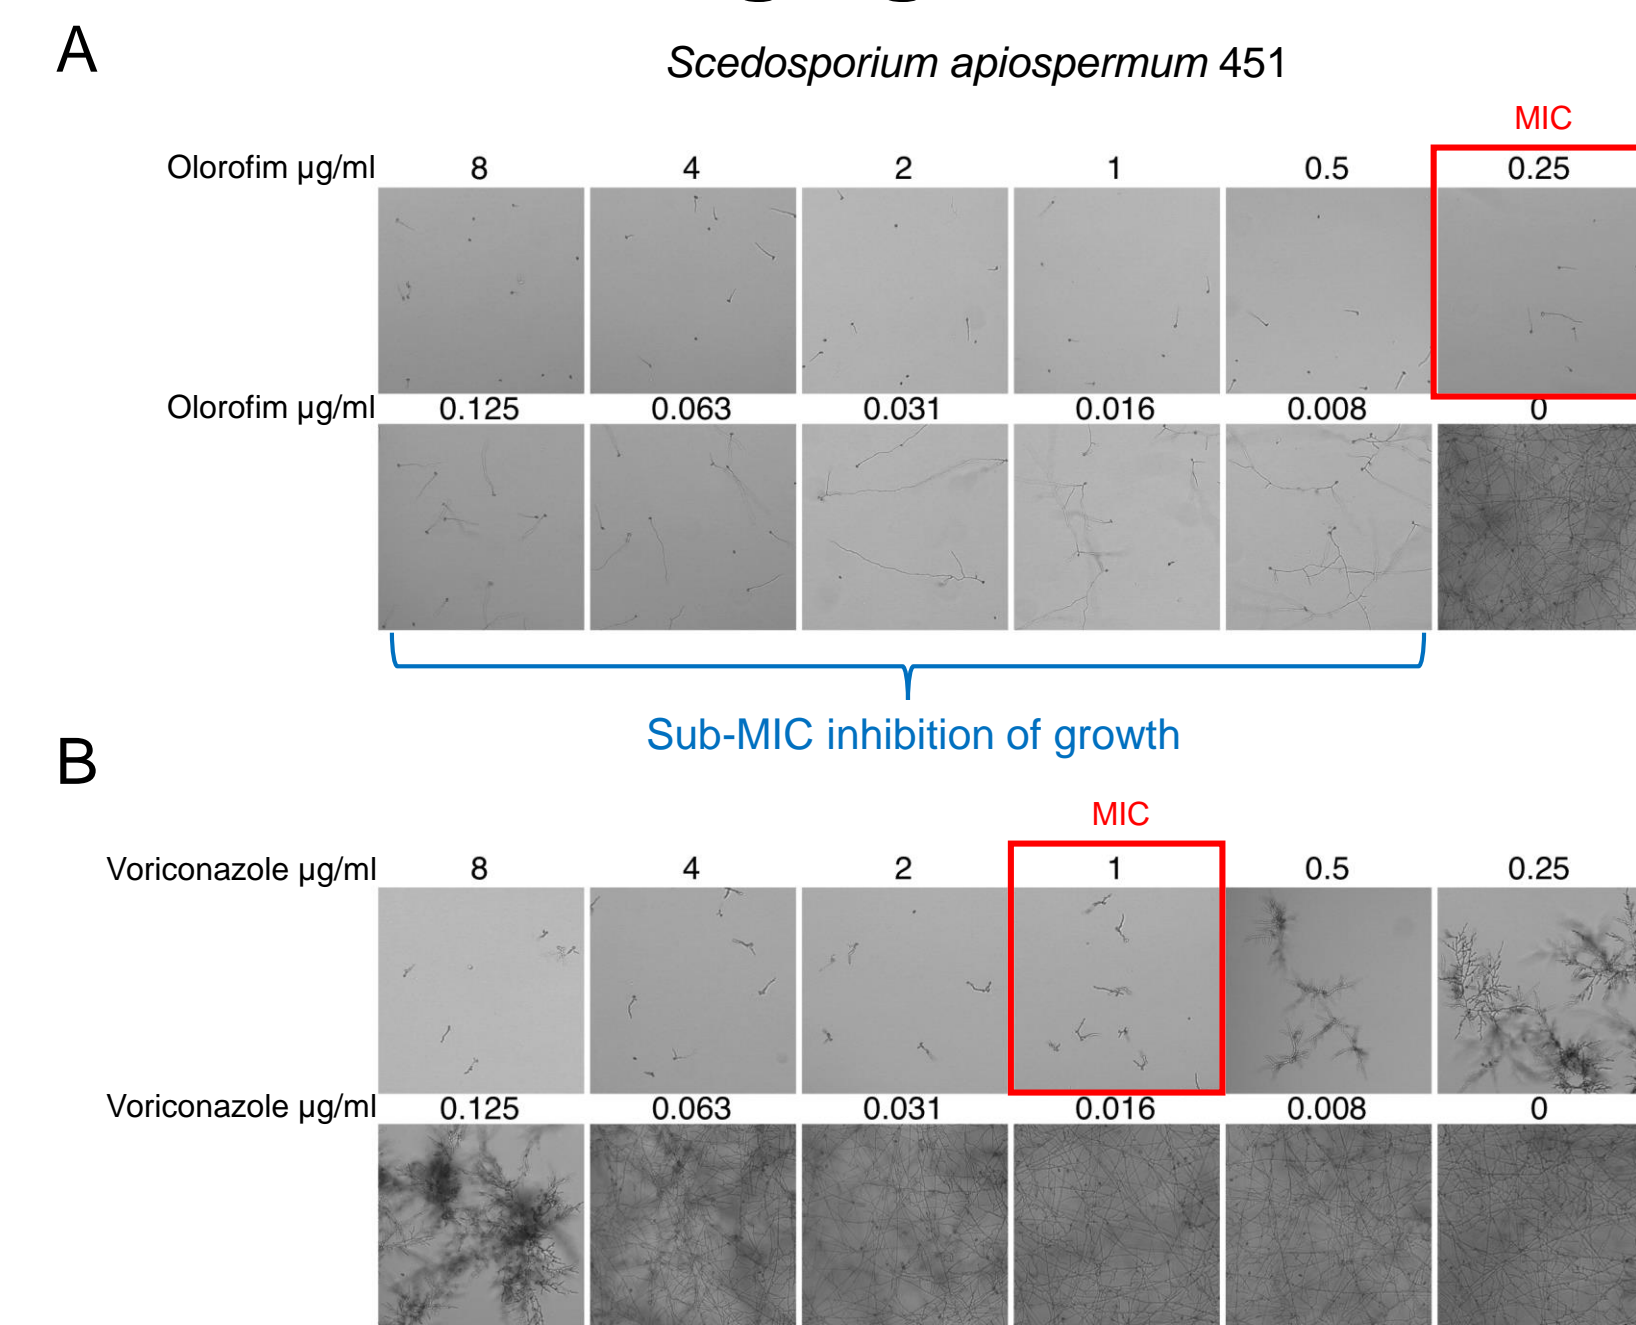 A
Scedosporium apiospermum 451
MIC
Olorofim µg/ml 8 4 2 1 0.5 0.25
Olorofim µg/ml 0.125 0.063 0.031 0.016 0.008 0
Sub-MIC inhibition of growth
B
MIC
Voriconazole µg/ml 8 4 2 1 0.5 0.25
Voriconazole µg/ml 0.125 0.063 0.031 0.016 0.008 0